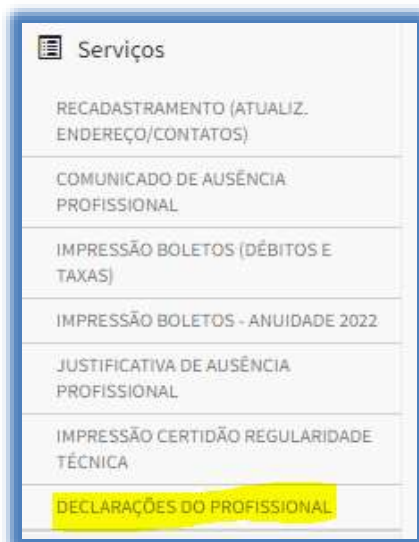 Serviços
RECADASTRAMENTO (ATUALIZ.
ENDEREÇO/CONTATOS)
COMUNICADO DE AUSÊNCIA
PROFISSIONAL
IMPRESSÃO BOLETOS (DÉBITOS E
TAXAS)
IMPRESSÃO BOLETOS - ANUIDADE 2022
JUSTIFICATIVA DE AUSÊNCIA
PROFISSIONAL
IMPRESSÃO CERTIDÃO REGULARIDADE
TÉCNICA
DECLARAÇÕES DO PROFISSIONAL